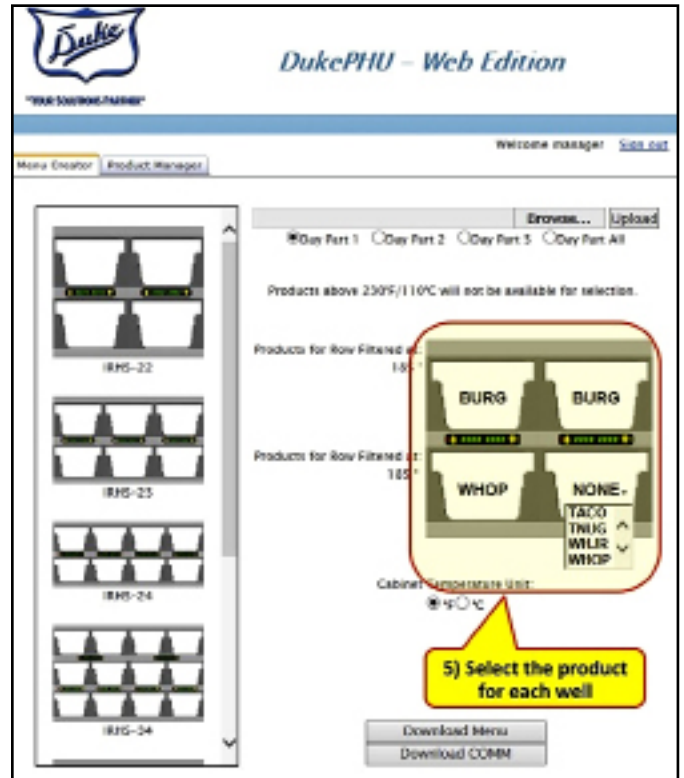 Duke
"YOUR SOLUTIONS PARTNER"
DukePHU – Web Edition
Welcome manager Sign out
Menu Creator Product Manager
Browse... Upload
Day Part 1 Day Part 2 Day Part 3 Day Part All
Products above 230°F/110°C will not be available for selection.
IRHS-22
Products for Row Filtered at:
185 °
BURG BURG
IRHS-23
Products for Row Filtered at:
185 °
WHOP NONE
TACO
TNUG
WILIR
WHOP
IRHS-24
Cabinet Temperature Unit:
°F °C
5) Select the product
for each well
IRHS-34
Download Menu
Download COMM